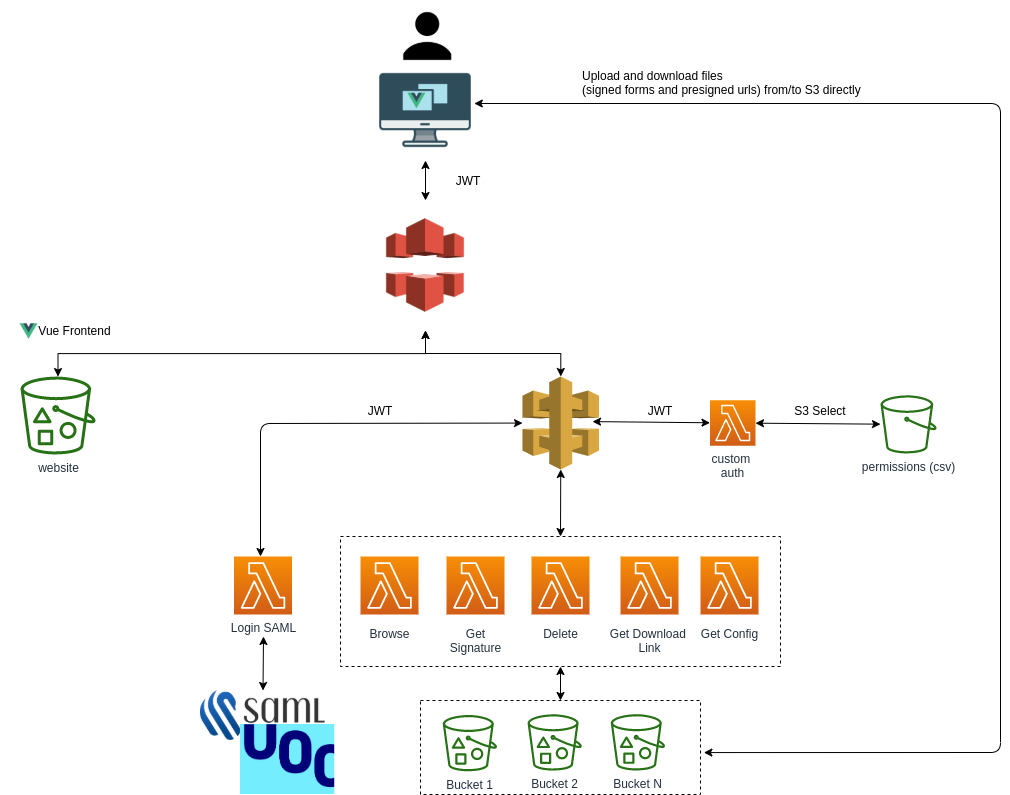 Upload and download files
(signed forms and presigned urls) from/to S3 directly
JWT
Vue Frontend
website
JWT
JWT
S3 Select
custom
auth
permissions (csv)
Login SAML
Browse
Get
Signature
Delete
Get Download
Link
Get Config
saml
UOC
Bucket 1
Bucket 2
Bucket N